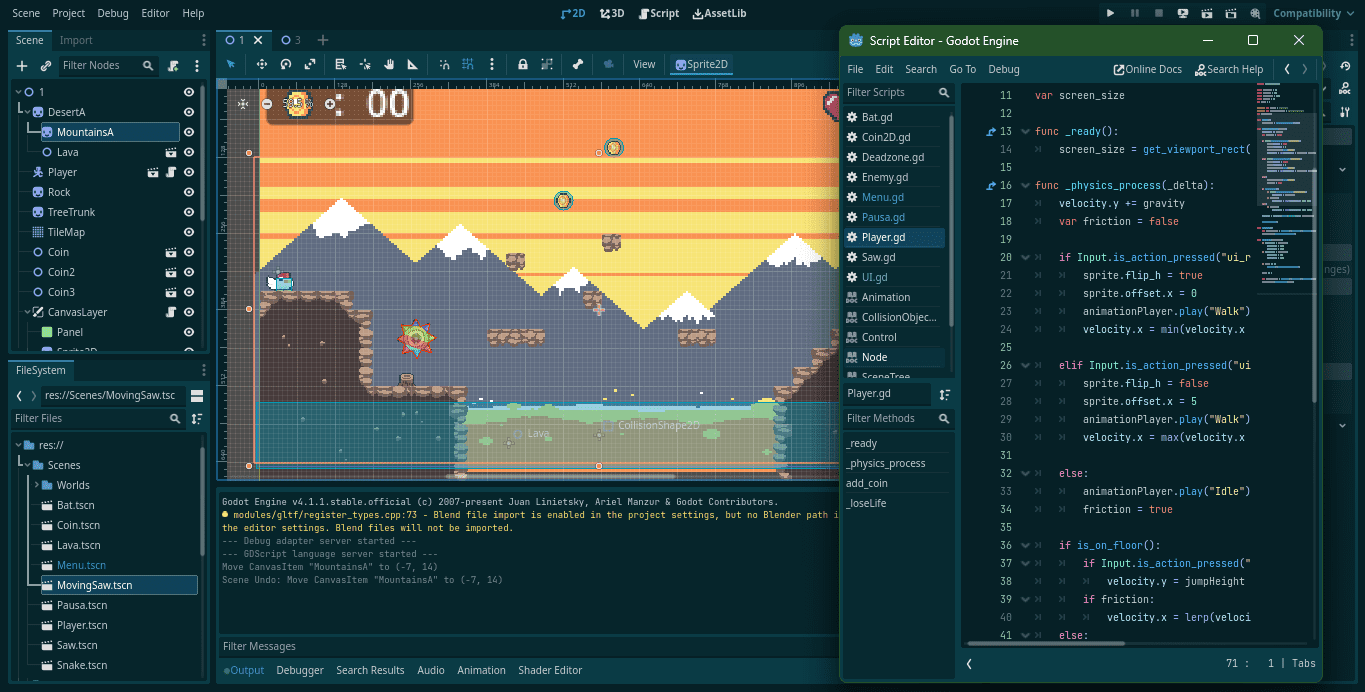 Scene Project Debug Editor Help
2D 3D Script AssetLib
Compatibility
Scene Import
Filter Nodes
1
DesertA
MountainsA
Lava
Player
Rock
TreeTrunk
TileMap
Coin
Coin2
Coin3
CanvasLayer
Panel
Sprite2D
FileSystem
res://Scenes/MovingSaw.tsc
Filter Files
res://
Scenes
Worlds
Bat.tscn
Coin.tscn
Lava.tscn
Menu.tscn
MovingSaw.tscn
Pausa.tscn
Player.tscn
Saw.tscn
Snake.tscn
1 3
View Sprite2D
: 00
Lava
CollisionShape2D
Godot Engine v4.1.1.stable.official (c) 2007-present Juan Linietsky, Ariel Manzur & Godot Contributors.
modules/gltf/register_types.cpp:73 - Blend file import is enabled in the project settings, but no Blender path i
the editor settings. Blend files will not be imported.
--- Debug adapter server started ---
--- GDScript language server started ---
Move CanvasItem "MountainsA" to (-7, 14)
Scene Undo: Move CanvasItem "MountainsA" to (-7, 14)
Filter Messages
Output Debugger Search Results Audio Animation Shader Editor
Script Editor - Godot Engine
File Edit Search Go To Debug
Online Docs Search Help
Filter Scripts
Bat.gd
Coin2D.gd
Deadzone.gd
Enemy.gd
Menu.gd
Pausa.gd
Player.gd
Saw.gd
UI.gd
Animation
CollisionObjec...
Control
Node
SceneTree
Player.gd
Filter Methods
_ready
_physics_process
add_coin
_loseLife
11 var screen_size
12
13 func _ready():
14 screen_size = get_viewport_rect(
15
16 func _physics_process(_delta):
17 velocity.y += gravity
18 var friction = false
19
20 if Input.is_action_pressed("ui_r
21 sprite.flip_h = true
22 sprite.offset.x = 0
23 animationPlayer.play("Walk")
24 velocity.x = min(velocity.x
25
26 elif Input.is_action_pressed("ui
27 sprite.flip_h = false
28 sprite.offset.x = 5
29 animationPlayer.play("Walk")
30 velocity.x = max(velocity.x
31
32 else:
33 animationPlayer.play("Idle")
34 friction = true
35
36 if is_on_floor():
37 if Input.is_action_pressed("
38 velocity.y = jumpHeight
39 if friction:
40 velocity.x = lerp(veloci
41 else:
71 : 1 | Tabs
nges)